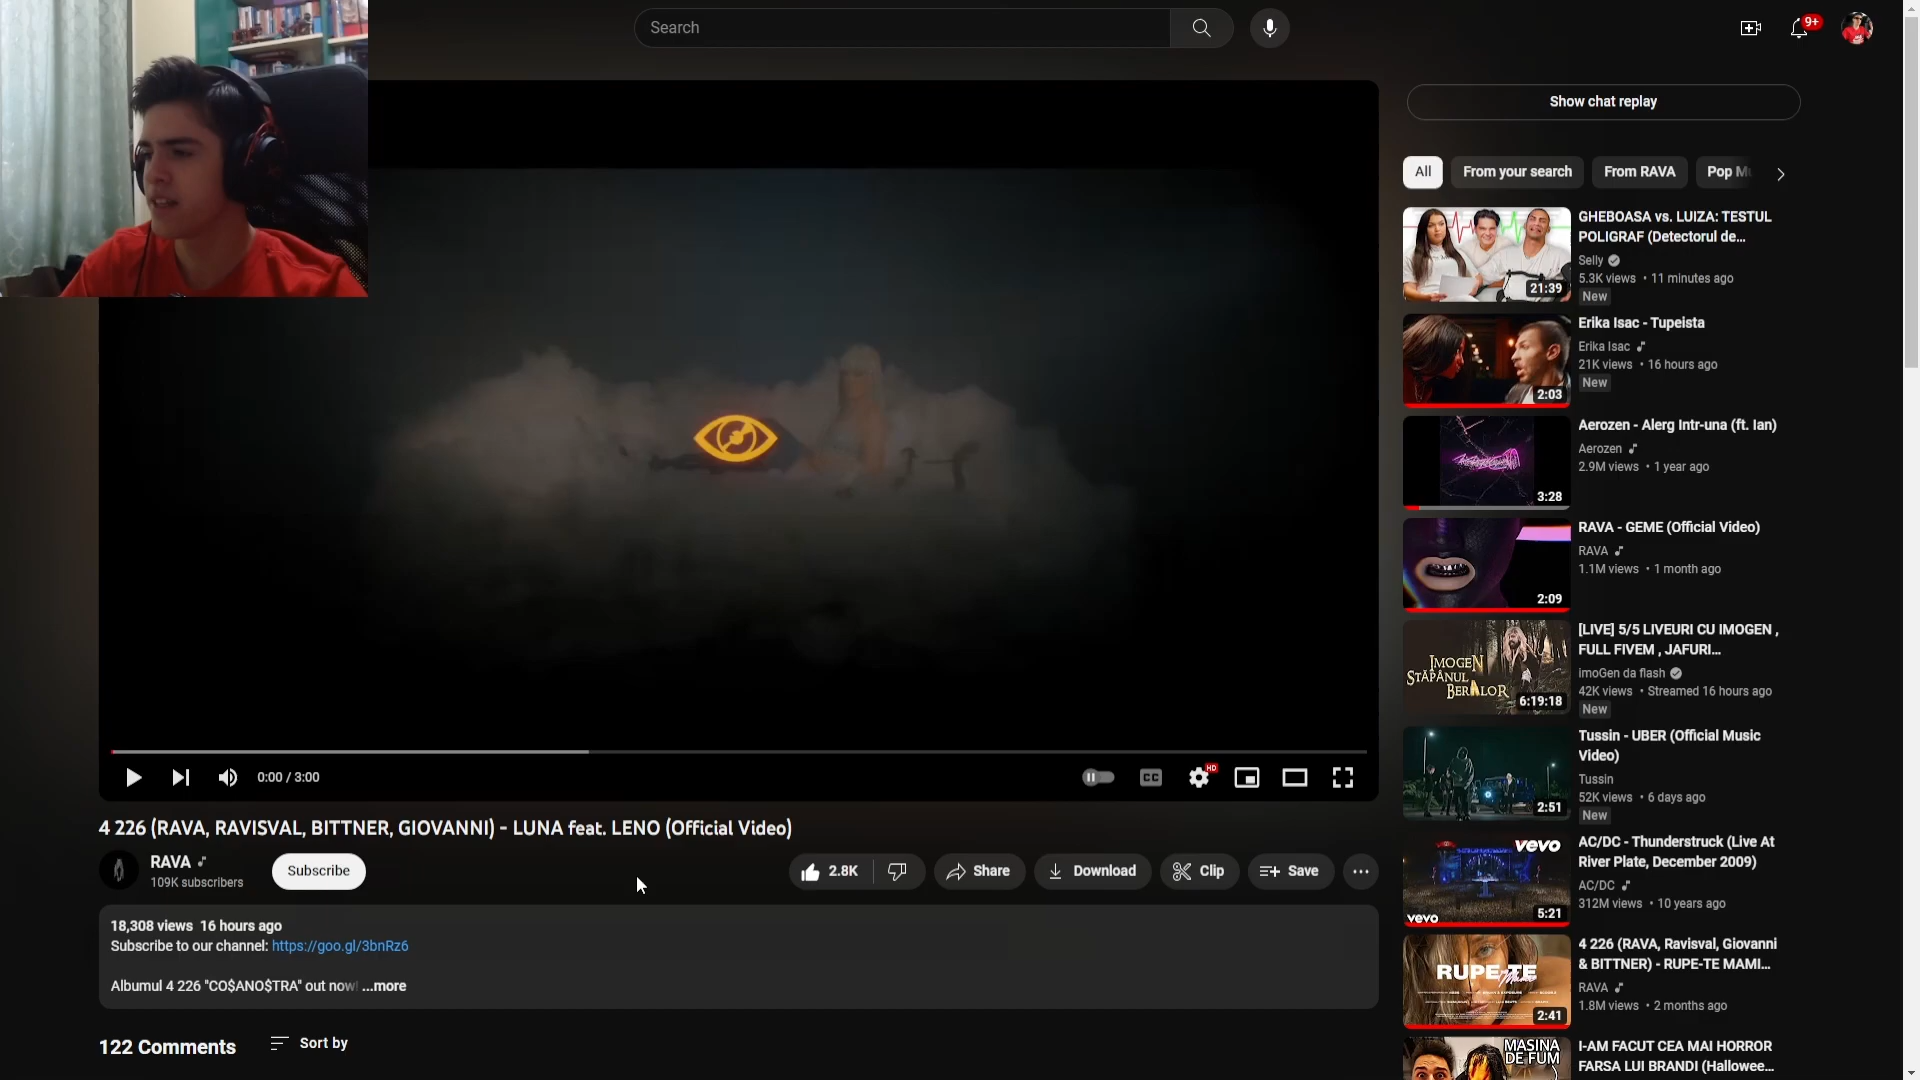 Search
9+
Show chat replay
All
From your search
From RAVA
Pop
21:39
GHEBOASA vs. LUIZA: TESTUL
POLIGRAF (Detectorul de...
Selly
5.3K views • 11 minutes ago
New
2:03
Erika Isac - Tupeista
Erika Isac
21K views • 16 hours ago
New
3:28
Aerozen - Alerg Intr-una (ft. Ian)
Aerozen
2.9M views • 1 year ago
2:09
RAVA - GEME (Official Video)
RAVA
1.1M views • 1 month ago
IMOGEN
STĂPÂNUL
BERILOR
6:19:18
[LIVE] 5/5 LIVEURI CU IMOGEN ,
FULL FIVEM , JAFURI...
imoGen da flash
42K views • Streamed 16 hours ago
New
2:51
Tussin - UBER (Official Music
Video)
Tussin
52K views • 6 days ago
New
vevo
vevo
5:21
AC/DC - Thunderstruck (Live At
River Plate, December 2009)
AC/DC
312M views • 10 years ago
RUPE-TE
Mami
2:41
4 226 (RAVA, Ravisval, Giovanni
& BITTNER) - RUPE-TE MAMI...
RAVA
1.8M views • 2 months ago
MASINA
DE FUM
I-AM FACUT CEA MAI HORROR
FARSA LUI BRANDI (Hallowee...
0:00 / 3:00
CC
HD
4 226 (RAVA, RAVISVAL, BITTNER, GIOVANNI) - LUNA feat. LENO (Official Video)
RAVA
109K subscribers
Subscribe
2.8K
Share
Download
Clip
Save
18,308 views 16 hours ago
Subscribe to our channel: https://goo.gl/3bnRz6
Albumul 4 226 "CO$ANO$TRA" out now! ...more
122 Comments
Sort by